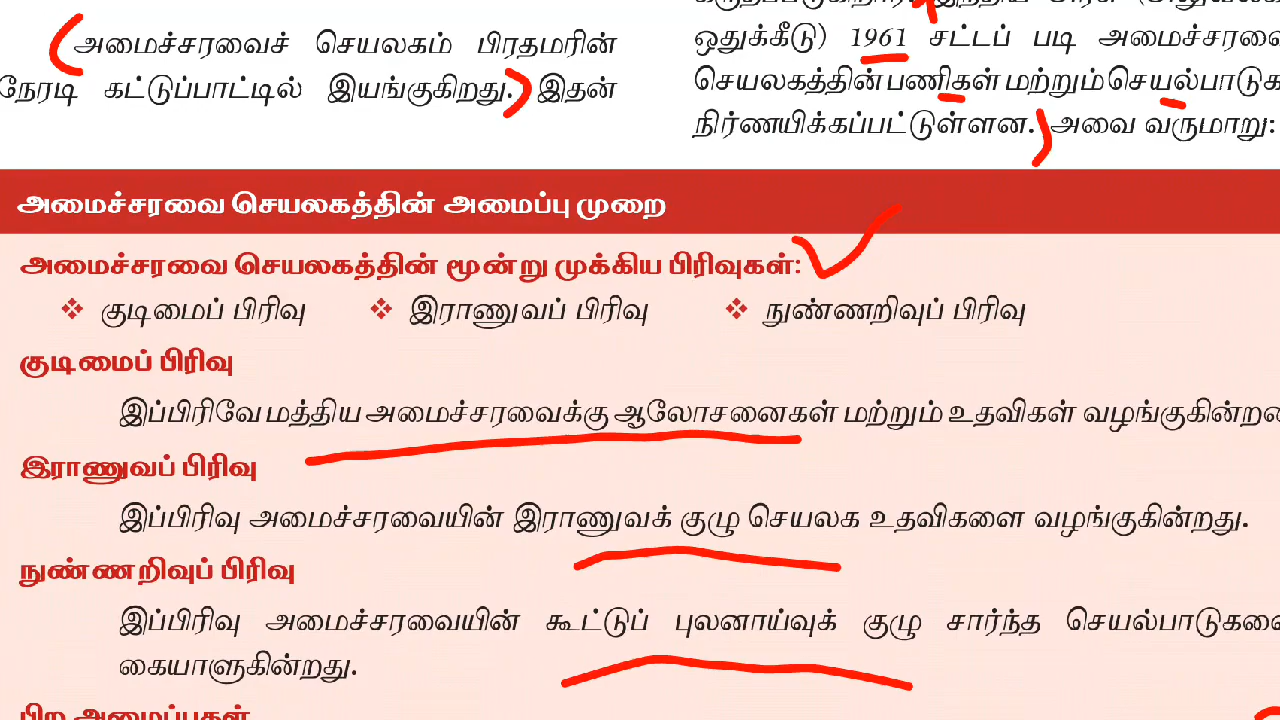 அமைச்சரவைச் செயலகம் பிரதமரின்
நேரடி கட்டுப்பாட்டில் இயங்குகிறது. இதன்
ஒதுக்கீடு) 1961 சட்டப் படி அமைச்சரவை
செயலகத்தின் பணிகள் மற்றும் செயல்பாடுக
நிர்ணயிக்கப்பட்டுள்ளன. அவை வருமாறு:
அமைச்சரவை செயலகத்தின் அமைப்பு முறை
அமைச்சரவை செயலகத்தின் மூன்று முக்கிய பிரிவுகள்:
❖ குடிமைப் பிரிவு ❖ இராணுவப் பிரிவு ❖ நுண்ணறிவுப் பிரிவு
குடிமைப் பிரிவு
இப்பிரிவே மத்திய அமைச்சரவைக்கு ஆலோசனைகள் மற்றும் உதவிகள் வழங்குகின்றன
இராணுவப் பிரிவு
இப்பிரிவு அமைச்சரவையின் இராணுவக் குழு செயலக உதவிகளை வழங்குகின்றது.
நுண்ணறிவுப் பிரிவு
இப்பிரிவு அமைச்சரவையின் கூட்டுப் புலனாய்வுக் குழு சார்ந்த செயல்பாடுகளை
கையாளுகின்றது.
பிற அமைப்புகள்